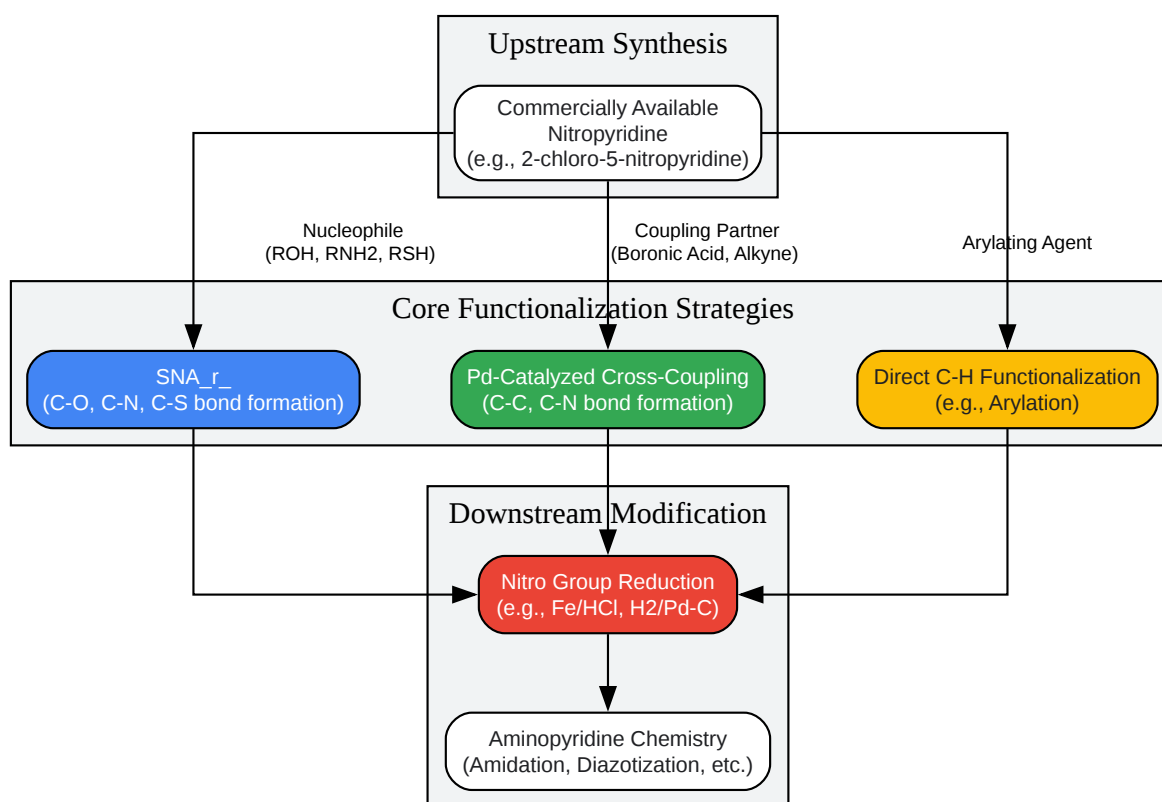 Upstream Synthesis
Commercially Available
Nitropyridine
(e.g., 2-chloro-5-nitropyridine)
Nucleophile
(ROH, RNH2, RSH)
Coupling Partner
(Boronic Acid, Alkyne)
Arylating Agent
Core Functionalization Strategies
SNA_r_
(C-O, C-N, C-S bond formation)
Pd-Catalyzed Cross-Coupling
(C-C, C-N bond formation)
Direct C-H Functionalization
(e.g., Arylation)
Downstream Modification
Nitro Group Reduction
(e.g., Fe/HCl, H2/Pd-C)
Aminopyridine Chemistry
(Amidation, Diazotization, etc.)